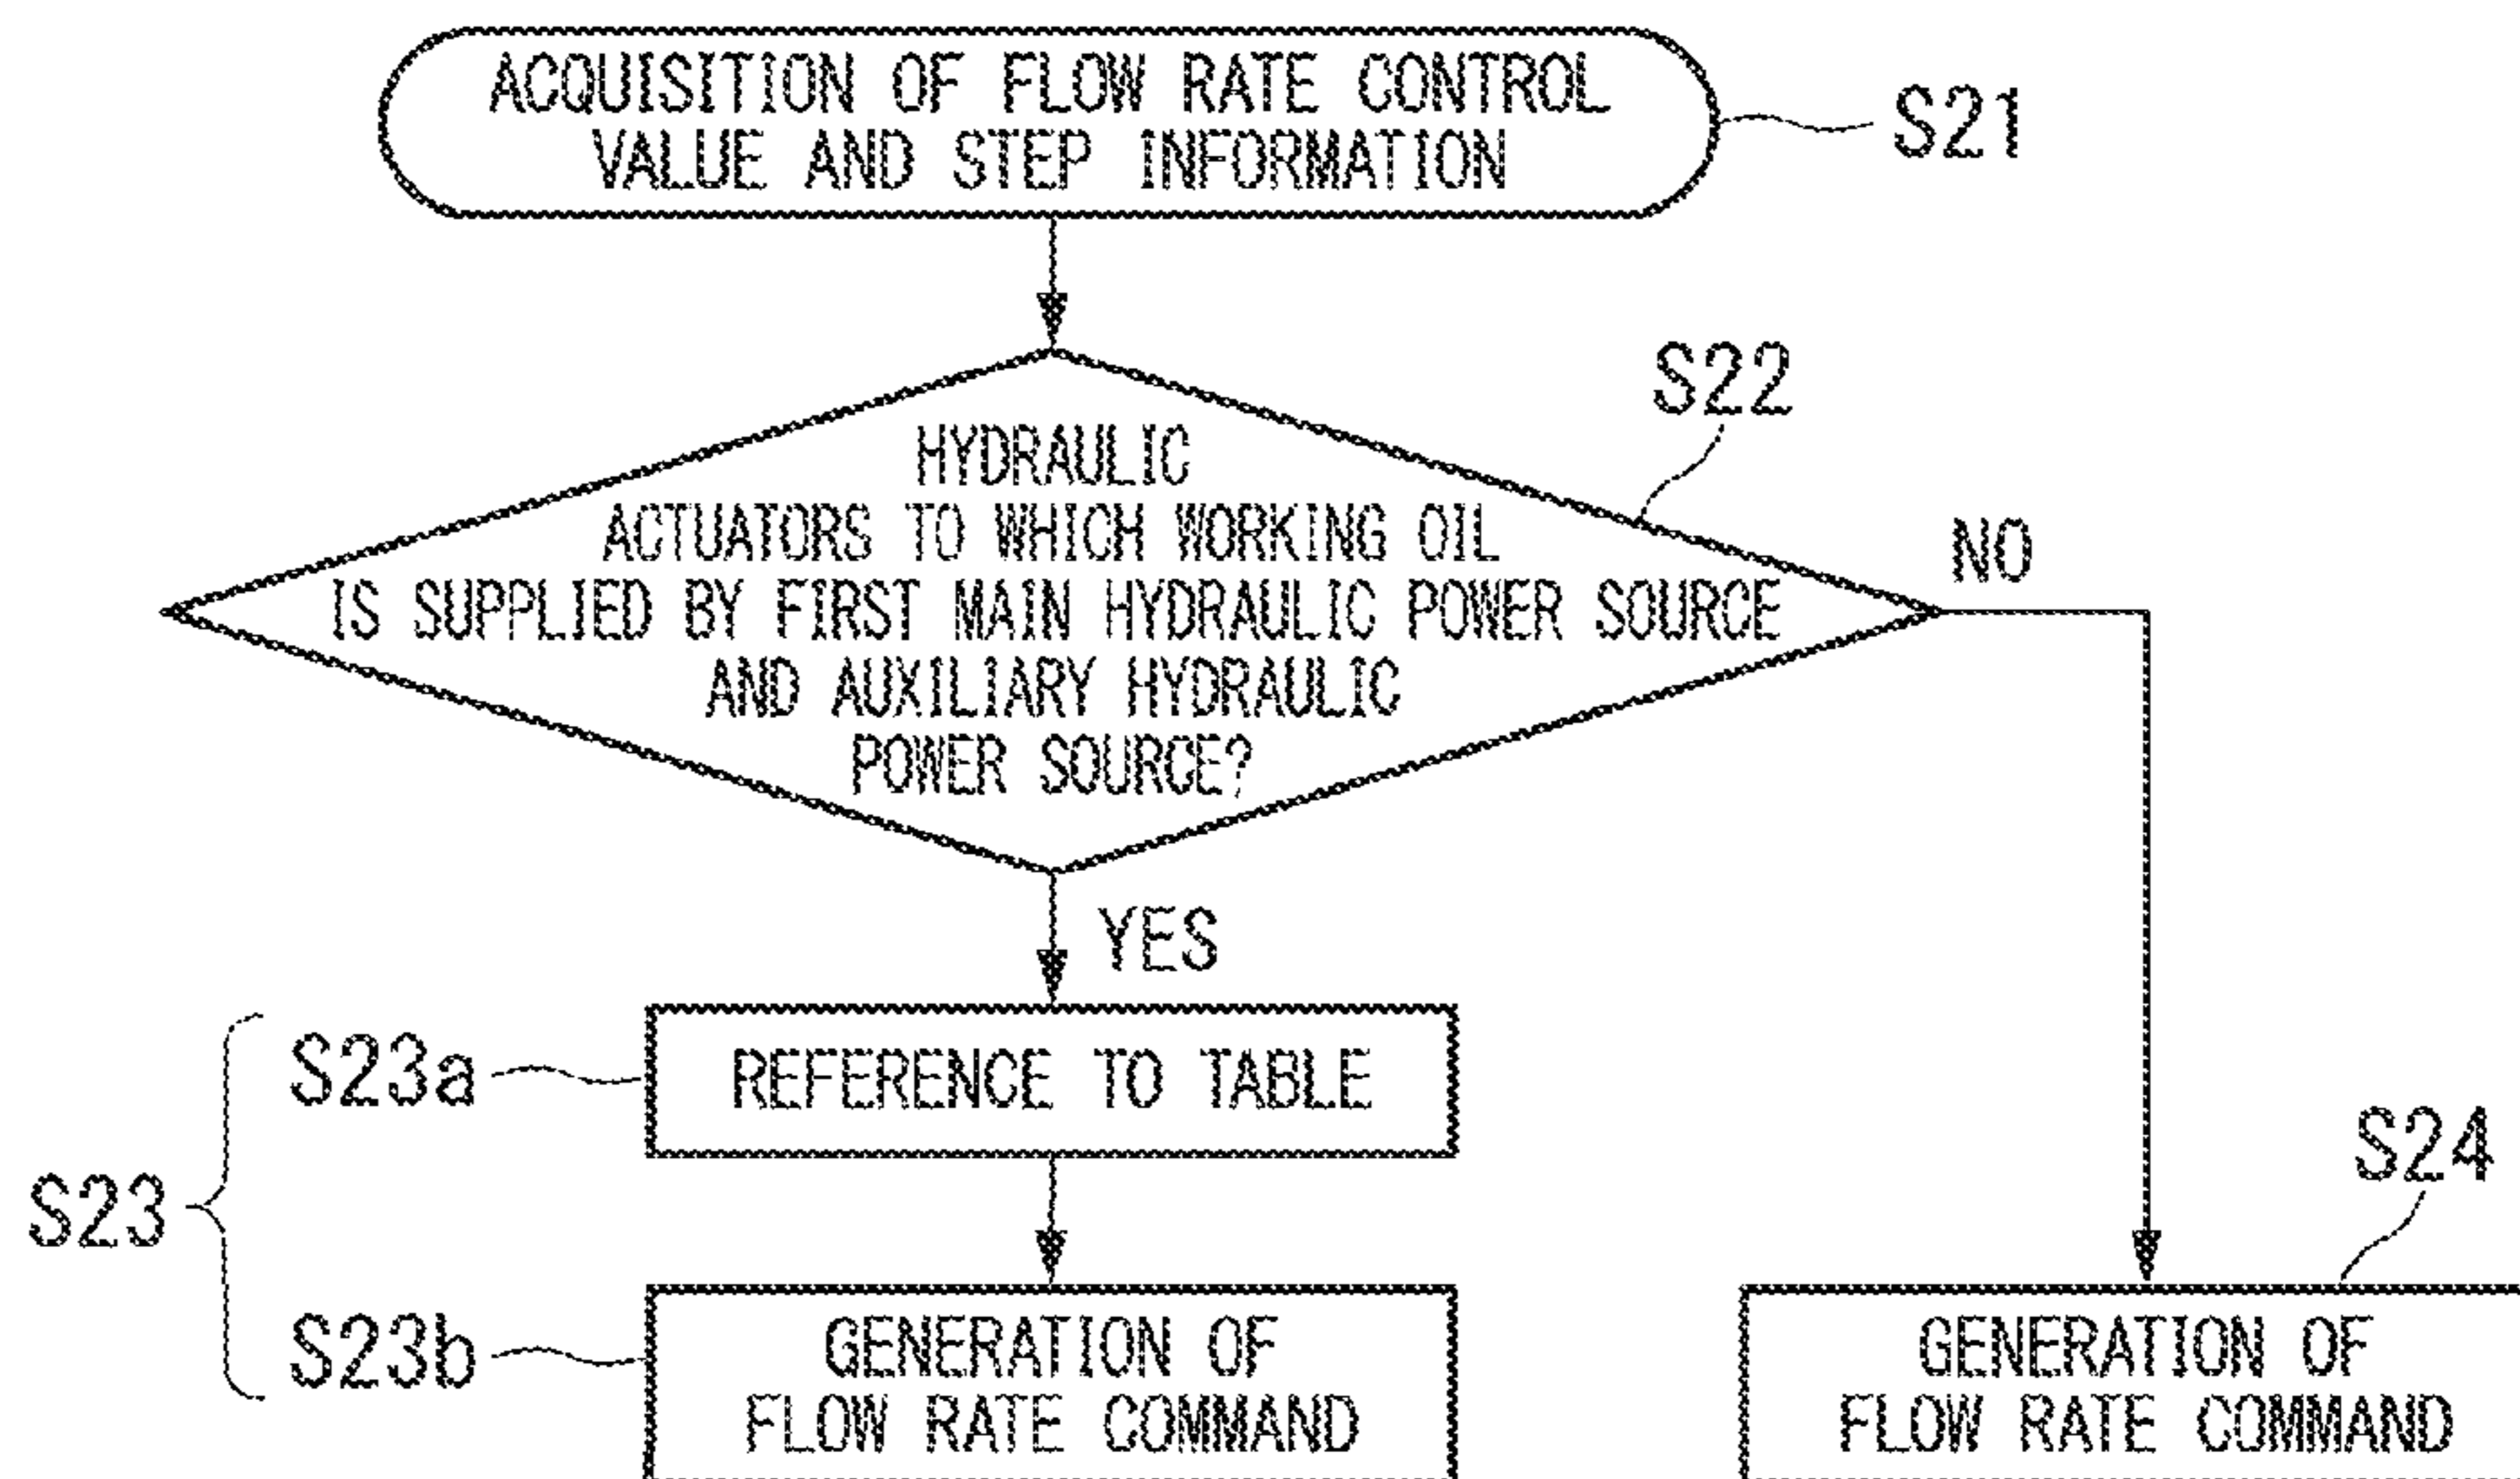 ACQUISITION OF FLOW RATE CONTROL
VALUE AND STEP INFORMATION
S21
S22
HYDRAULIC
ACTUATORS TO WHICH WORKING OIL
IS SUPPLIED BY FIRST MAIN HYDRAULIC POWER SOURCE
AND AUXILIARY HYDRAULIC
POWER SOURCE?
NO
YES
S23
S23a
REFERENCE TO TABLE
S23b
GENERATION OF
FLOW RATE COMMAND
S24
GENERATION OF
FLOW RATE COMMAND